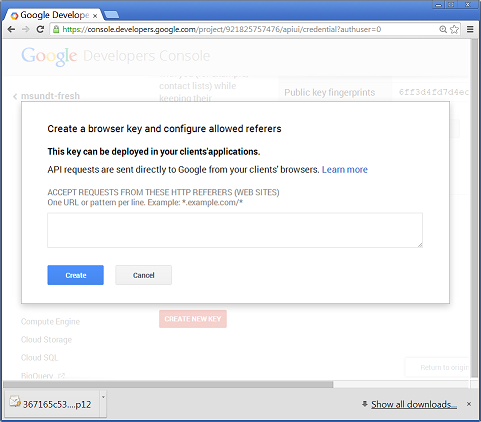 Google Develope
https://console.developers.google.com/project/921825757476/apiui/credential?authuser=0
Google Developers Console
msundt-fresh
contact lists) while
keeping their
Public key fingerprints
6ff3d4fd7d4ec
Create a browser key and configure allowed referers
This key can be deployed in your clients'applications.
API requests are sent directly to Google from your clients' browsers. Learn more
ACCEPT REQUESTS FROM THESE HTTP REFERERS (WEB SITES)
One URL or pattern per line. Example: *.example.com/*
Create
Cancel
CREATE NEW KEY
Compute Engine
Cloud Storage
Cloud SQL
BigQuery
Return to origin
367165c53....p12
Show all downloads...